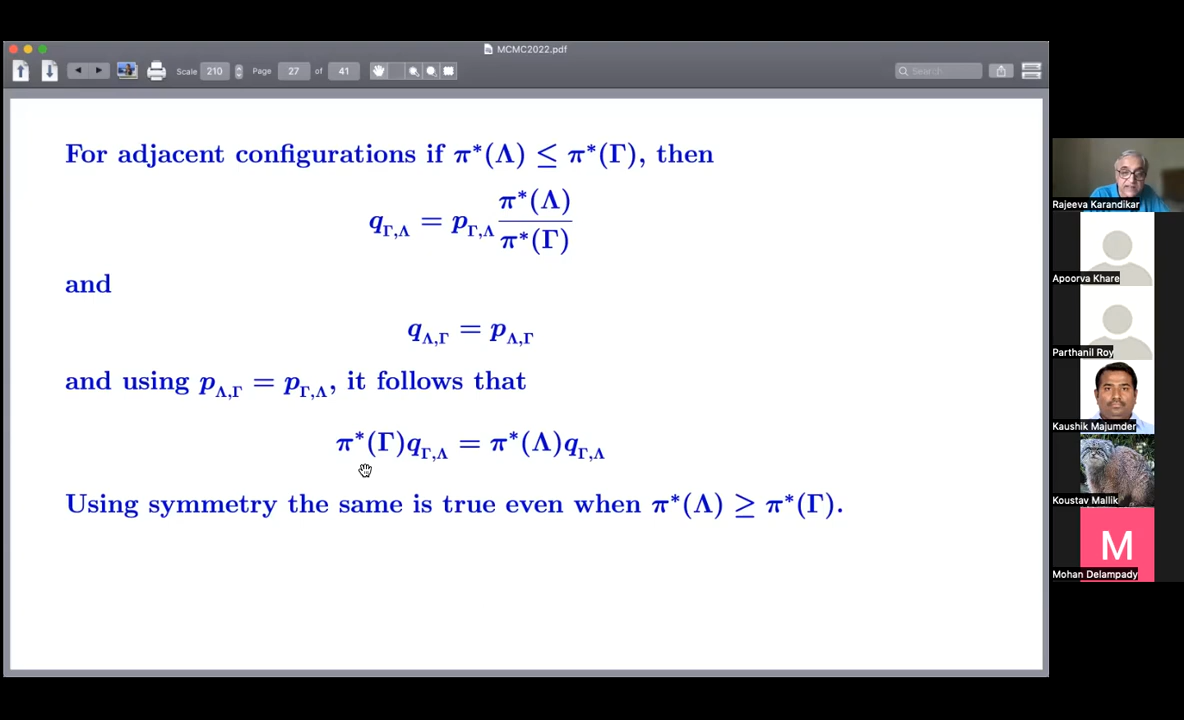 MCMC2022.pdf
Scale 210 Page 27 of 41 Search
For adjacent configurations if π*(Λ) ≤ π*(Γ), then
q_{Γ,Λ} = p_{Γ,Λ} π*(Λ)/π*(Γ)
and
q_{Λ,Γ} = p_{Λ,Γ}
and using p_{Λ,Γ} = p_{Γ,Λ}, it follows that
π*(Γ)q_{Γ,Λ} = π*(Λ)q_{Γ,Λ}
Using symmetry the same is true even when π*(Λ) ≥ π*(Γ).
Rajeeva Karandikar
Apoorva Khare
Parthanil Roy
Kaushik Majumder
Koustav Mallik
M
Mohan Delampady